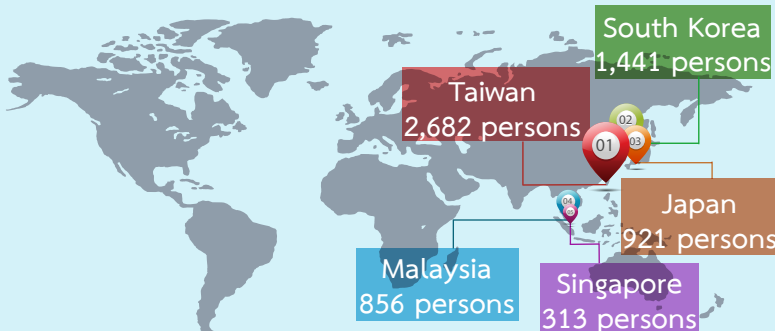 South Korea
1,441 persons
Taiwan
2,682 persons
02
01
03
04
05
Japan
921 persons
Malaysia
856 persons
Singapore
313 persons